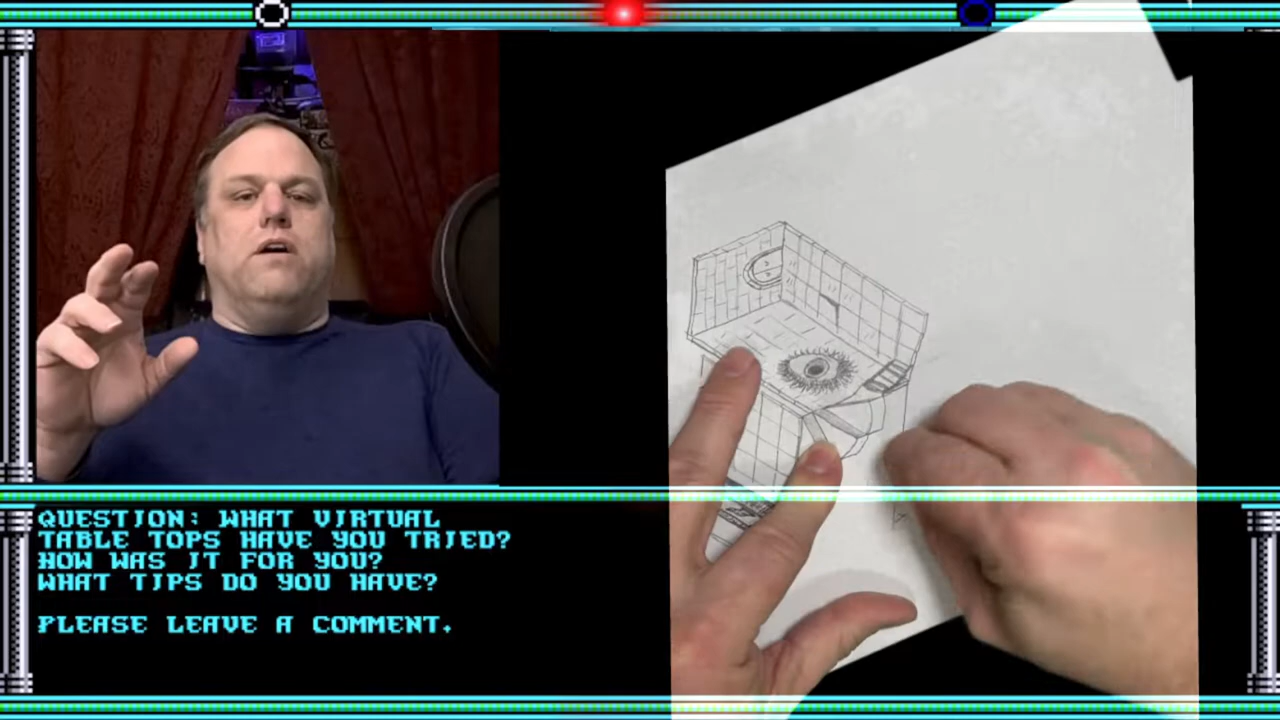 QUESTION: WHAT VIRTUAL
TABLE TOPS HAVE YOU TRIED?
HOW WAS IT FOR YOU?
WHAT TIPS DO YOU HAVE?
PLEASE LEAVE A COMMENT.